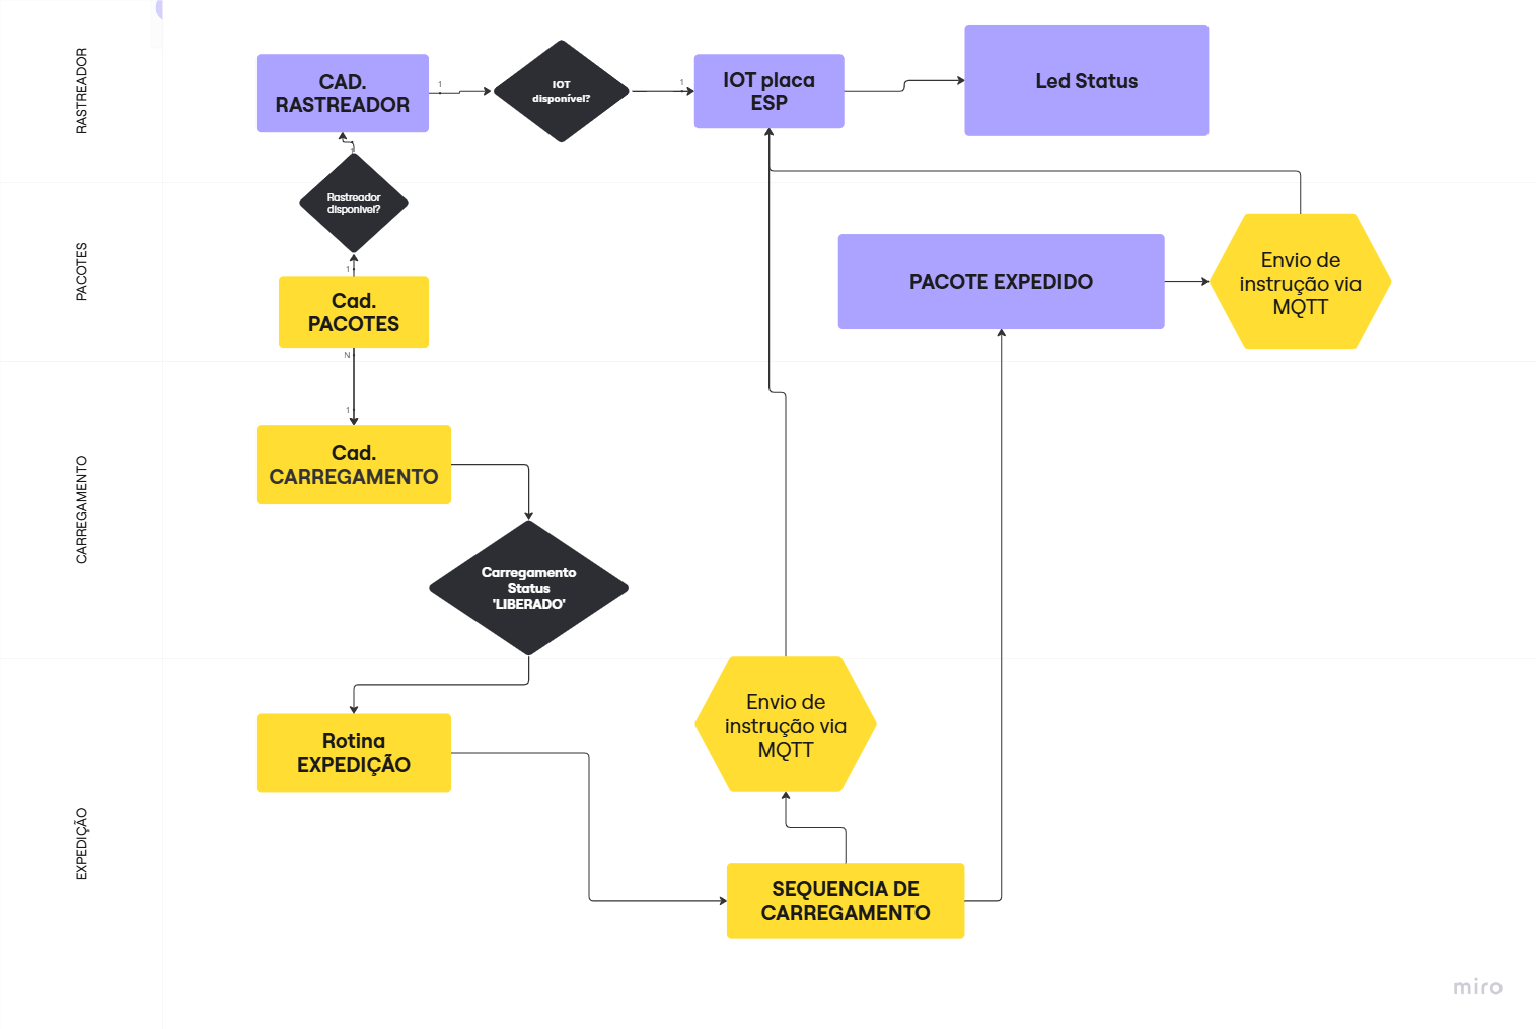 RASTREADOR
CAD.
RASTREADOR
1
IOT
disponível?
1
IOT placa
ESP
Led Status
1
Rastreador
disponivel?
1
PACOTES
Cad.
PACOTES
N
1
PACOTE EXPEDIDO
Envio de
instrução via
MQTT
CARREGAMENTO
Cad.
CARREGAMENTO
Carregamento
Status
'LIBERADO'
EXPEDIÇÃO
Rotina
EXPEDIÇÃO
Envio de
instrução via
MQTT
SEQUENCIA DE
CARREGAMENTO
miro